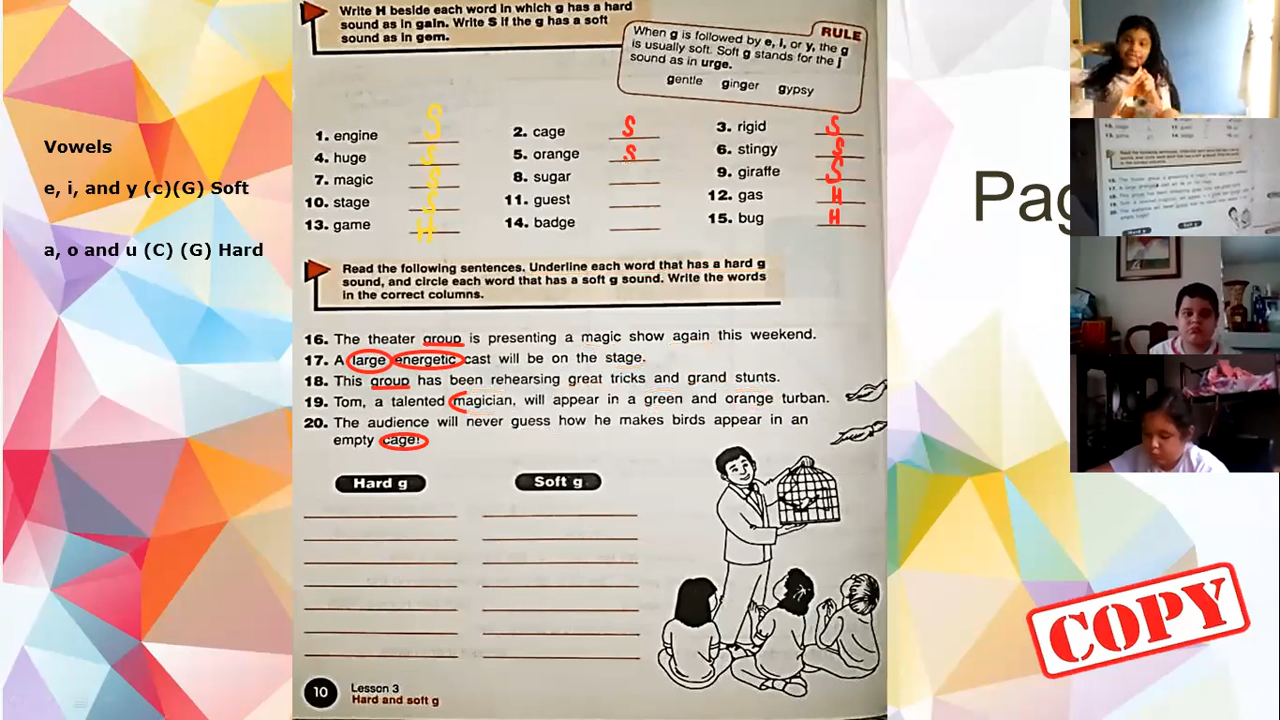 Write H beside each word in which g has a hard
sound as in gain. Write S if the g has a soft
sound as in gem.
RULE
When g is followed by e, i, or y, the g
is usually soft. Soft g stands for the j
sound as in urge.
gentle ginger gypsy
Vowels
e, i, and y (c)(G) Soft
a, o and u (C) (G) Hard
1. engine S
2. cage S
3. rigid S
4. huge S
5. orange S
6. stingy S
7. magic S
8. sugar
9. giraffe S
10. stage S
11. guest
12. gas H
13. game H
14. badge
15. bug H
Read the following sentences. Underline each word that has a hard g
sound, and circle each word that has a soft g sound. Write the words
in the correct columns.
16. The theater group is presenting a magic show again this weekend.
17. A large energetic cast will be on the stage.
18. This group has been rehearsing great tricks and grand stunts.
19. Tom, a talented magician, will appear in a green and orange turban.
20. The audience will never guess how he makes birds appear in an
empty cage!
Hard g Soft g
10 Lesson 3
Hard and soft g
Pag
COPY